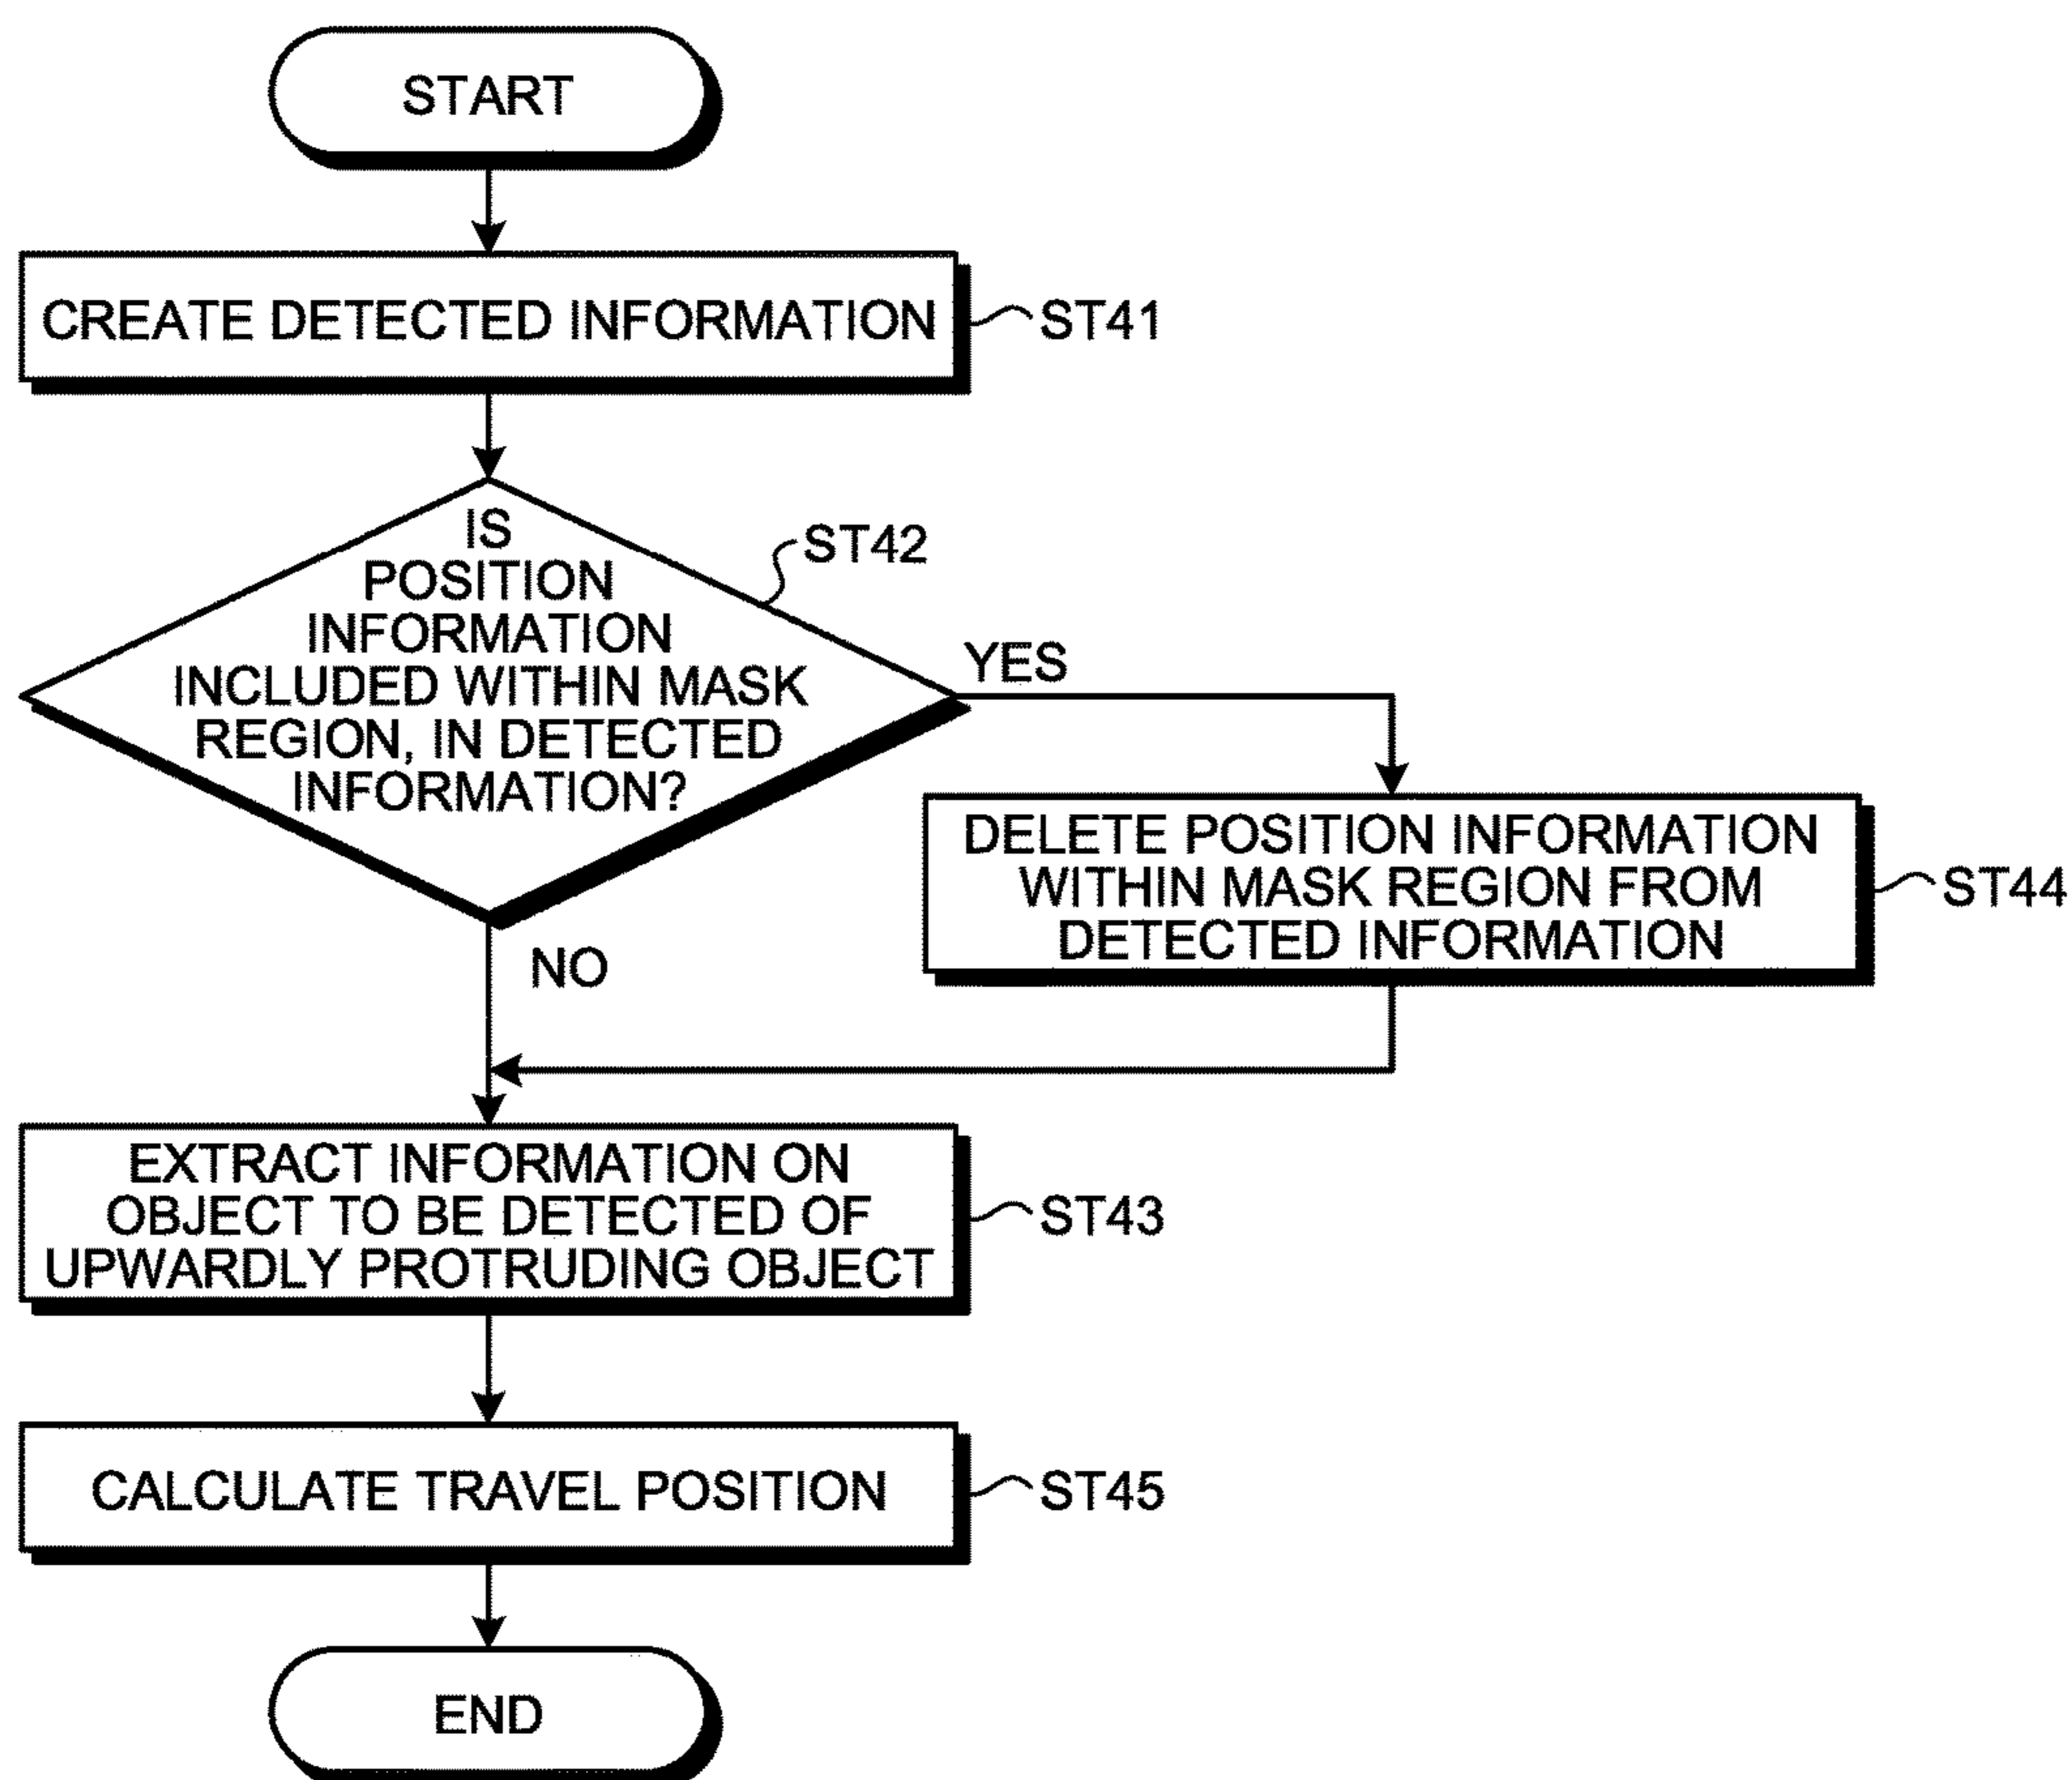 START
CREATE DETECTED INFORMATION
ST41
IS
POSITION
INFORMATION
INCLUDED WITHIN MASK
REGION, IN DETECTED
INFORMATION?
ST42
YES
DELETE POSITION INFORMATION
WITHIN MASK REGION FROM
DETECTED INFORMATION
ST44
NO
EXTRACT INFORMATION ON
OBJECT TO BE DETECTED OF
UPWARDLY PROTRUDING OBJECT
ST43
CALCULATE TRAVEL POSITION
ST45
END